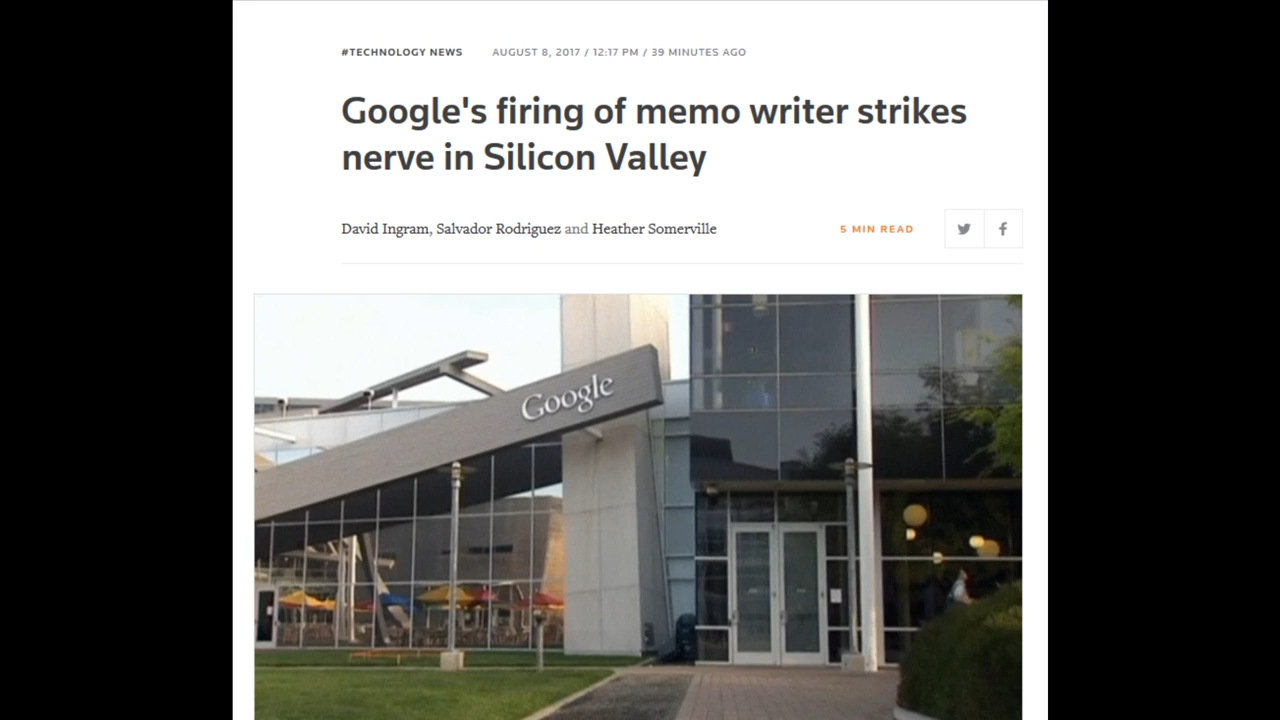 #TECHNOLOGY NEWS AUGUST 8, 2017 / 12:17 PM / 39 MINUTES AGO
Google's firing of memo writer strikes
nerve in Silicon Valley
David Ingram, Salvador Rodriguez and Heather Somerville 5 MIN READ
Google